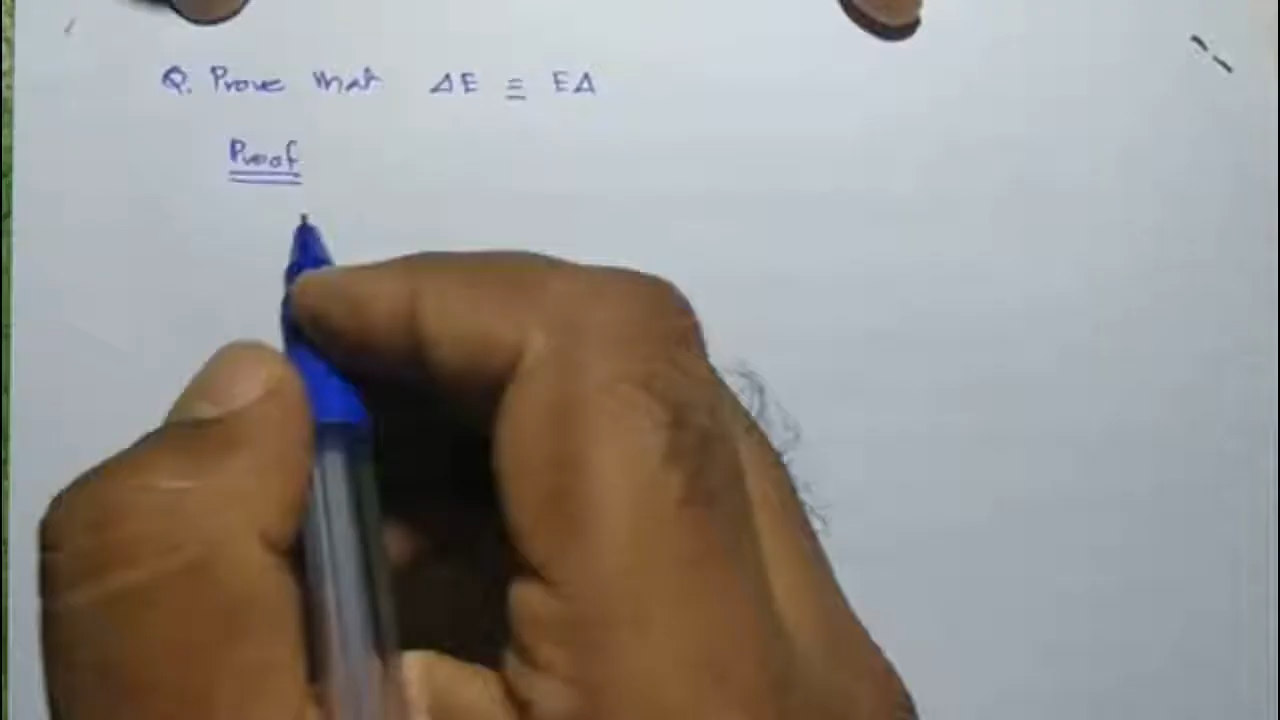 Q. Prove that ΔE ≡ EΔ
Proof